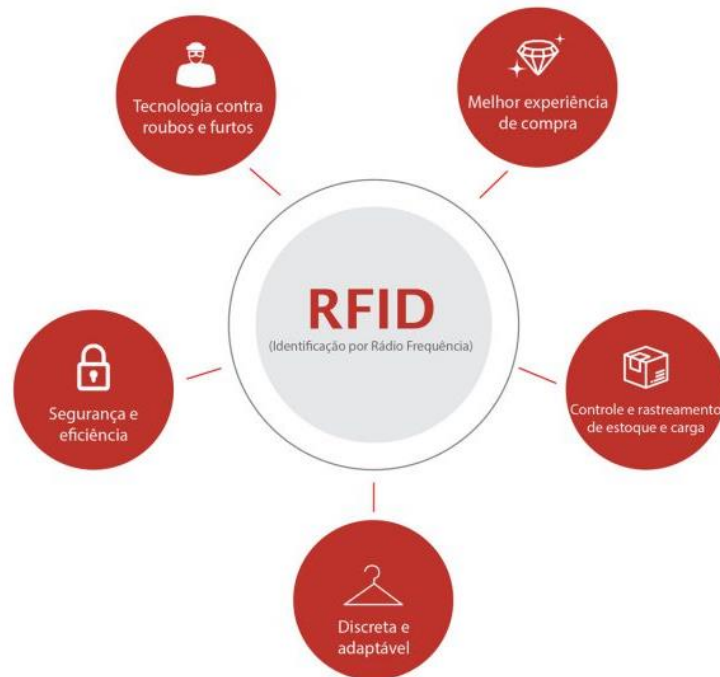 Tecnologia contra
roubos e furtos
Melhor experiência
de compra
RFID
(Identificação por Rádio Frequência)
Segurança e
eficiência
Controle e rastreamento
de estoque e carga
Discreta e
adaptável